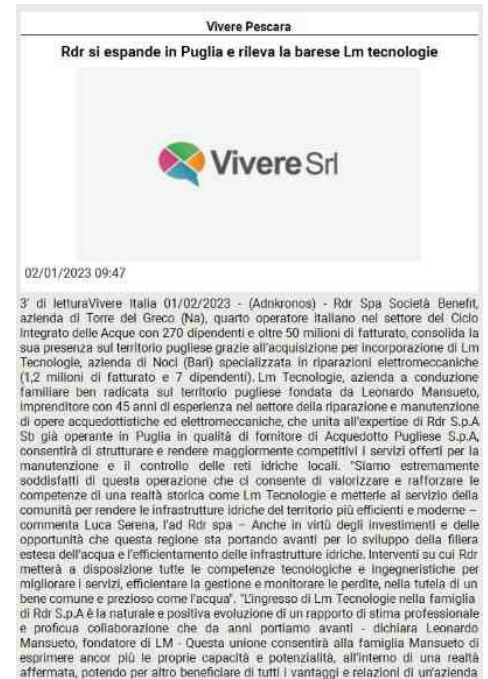 Vivere Pescara
Rdr si espande in Puglia e rileva la barese Lm tecnologie
Vivere Srl
02/01/2023 09:47
3' di letturaVivere Italia 01/02/2023 - (Adnkronos) - Rdr Spa Società Benefit,
azienda di Torre del Greco (Na), quarto operatore italiano nel settore del Ciclo
Integrato delle Acque con 270 dipendenti e oltre 50 milioni di fatturato, consolida la
sua presenza sul territorio pugliese grazie all'acquisizione per incorporazione di Lm
Tecnologie, azienda di Noci (Bari) specializzata in riparazioni elettromeccaniche
(1,2 milioni di fatturato e 7 dipendenti). Lm Tecnologie, azienda a conduzione
familiare ben radicata sul territorio pugliese fondata da Leonardo Mansueto,
imprenditore con 45 anni di esperienza nel settore della riparazione e manutenzione
di opere acquedottistiche ed elettromeccaniche, che unita all'expertise di Rdr S.p.A
Sb già operante in Puglia in qualità di fornitore di Acquedotto Pugliese S.p.A,
consentirà di strutturare e rendere maggiormente competitivi i servizi offerti per la
manutenzione e il controllo delle reti idriche locali. "Siamo estremamente
soddisfatti di questa operazione che ci consente di valorizzare e rafforzare le
competenze di una realtà storica come Lm Tecnologie e metterle al servizio della
comunità per rendere le infrastrutture idriche del territorio più efficienti e moderne –
commenta Luca Serena, l'ad Rdr spa – Anche in virtù degli investimenti e delle
opportunità che questa regione sta portando avanti per lo sviluppo della filiera
estesa dell'acqua e l'efficientamento delle infrastrutture idriche. Interventi su cui Rdr
metterà a disposizione tutte le competenze tecnologiche e ingegneristiche per
migliorare i servizi, efficientare la gestione e monitorare le perdite, nella tutela di un
bene comune e prezioso come l'acqua". "L'ingresso di Lm Tecnologie nella famiglia
di Rdr S.p.A è la naturale e positiva evoluzione di un rapporto di stima professionale
e proficua collaborazione che da anni portiamo avanti - dichiara Leonardo
Mansueto, fondatore di LM - Questa unione consentirà alla famiglia Mansueto di
esprimere ancor più le proprie capacità e potenzialità, all'interno di una realtà
affermata, potendo per altro beneficiare di tutti i vantaggi e relazioni di un'azienda